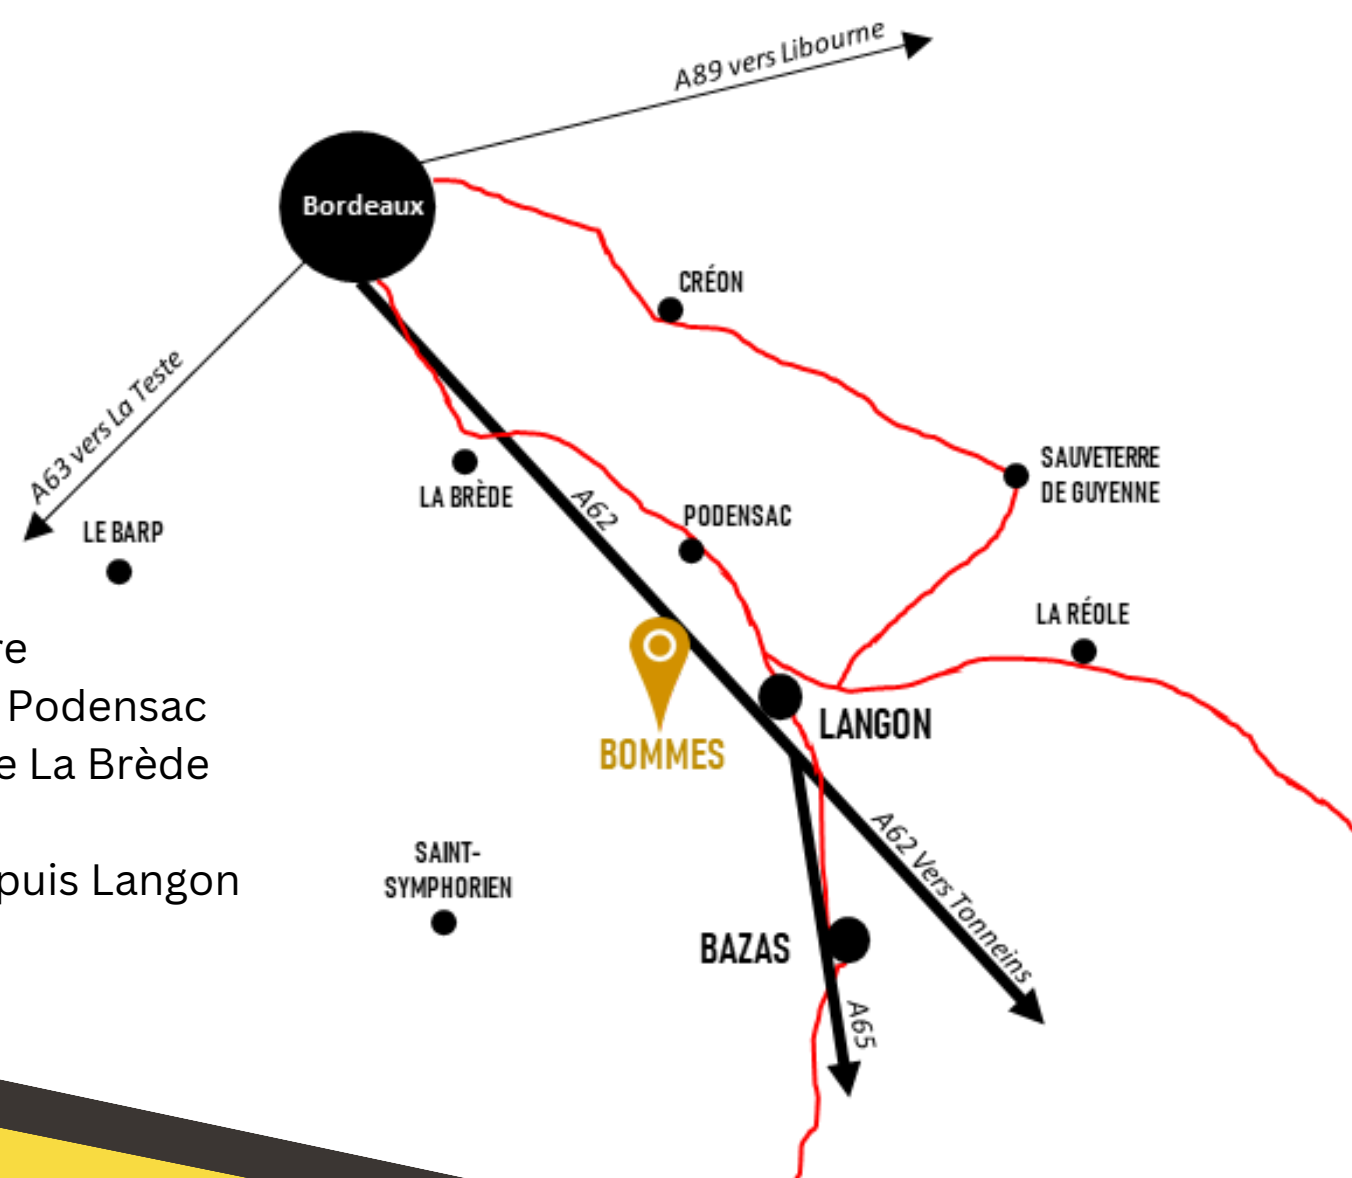 A89 vers Libourne
Bordeaux
CRÉON
A63 vers La Teste
SAUVETERRE
DE GUYENNE
LA BRÈDE
A62
PODENSAC
LE BARP
LA RÉOLE
re
Podensac
e La Brède
BOMMES
LANGON
puis Langon
SAINT-
SYMPHORIEN
A62 Vers Tonneins
BAZAS
A65